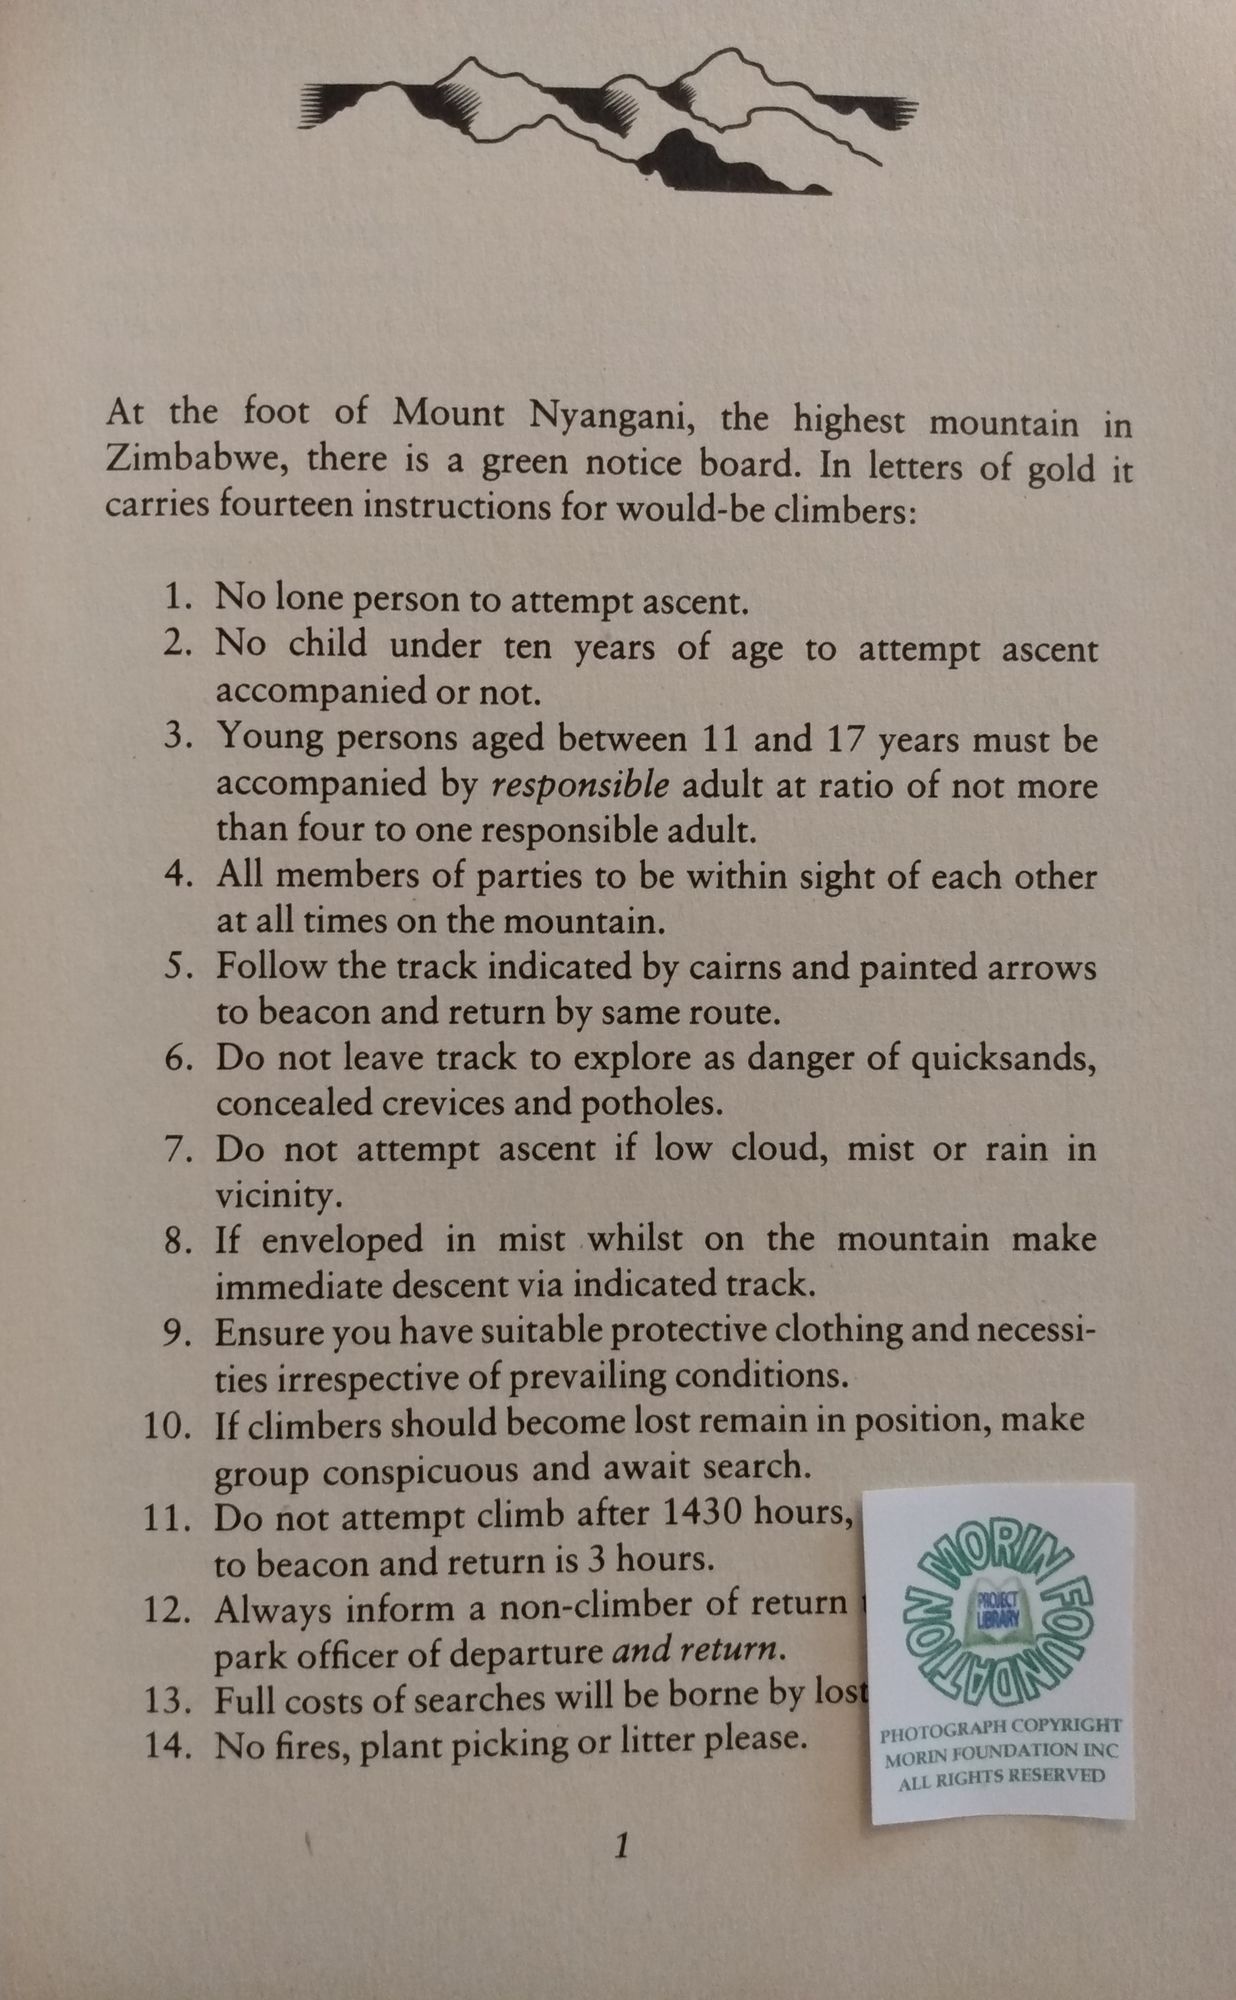 At the foot of Mount Nyangani, the highest mountain in
Zimbabwe, there is a green notice board. In letters of gold it
carries fourteen instructions for would-be climbers:
1. No lone person to attempt ascent.
2. No child under ten years of age to attempt ascent
accompanied or not.
3. Young persons aged between 11 and 17 years must be
accompanied by responsible adult at ratio of not more
than four to one responsible adult.
4. All members of parties to be within sight of each other
at all times on the mountain.
5. Follow the track indicated by cairns and painted arrows
to beacon and return by same route.
6. Do not leave track to explore as danger of quicksands,
concealed crevices and potholes.
7. Do not attempt ascent if low cloud, mist or rain in
vicinity.
8. If enveloped in mist whilst on the mountain make
immediate descent via indicated track.
9. Ensure you have suitable protective clothing and necessi-
ties irrespective of prevailing conditions.
10. If climbers should become lost remain in position, make
group conspicuous and await search.
11. Do not attempt climb after 1430 hours,
to beacon and return is 3 hours.
12. Always inform a non-climber of return
park officer of departure and return.
13. Full costs of searches will be borne by lost
14. No fires, plant picking or litter please.
MORIN FOUNDATION
PROJECT
LIBRARY
PHOTOGRAPH COPYRIGHT
MORIN FOUNDATION INC
ALL RIGHTS RESERVED
1